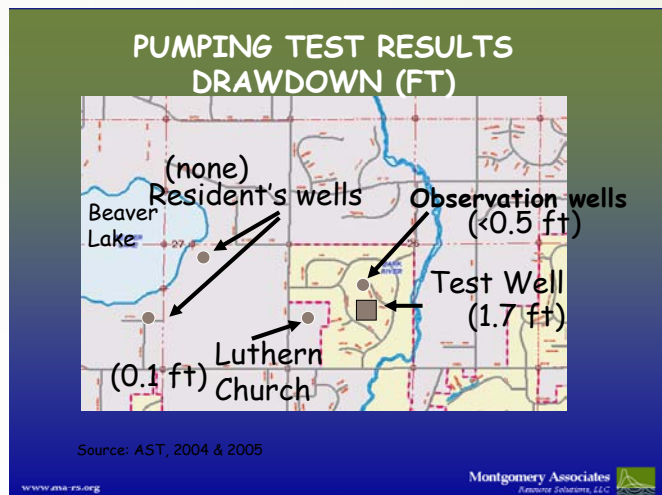 PUMPING TEST RESULTS
DRAWDOWN (FT)
(none)
Resident's wells
Beaver
Lake
27
Observation wells
(<0.5 ft)
Test Well
(1.7 ft)
Luthern
Church
(0.1 ft)
Source: AST, 2004 & 2005
www.ma-rs.org
Montgomery Associates
Resource Solutions, LLC